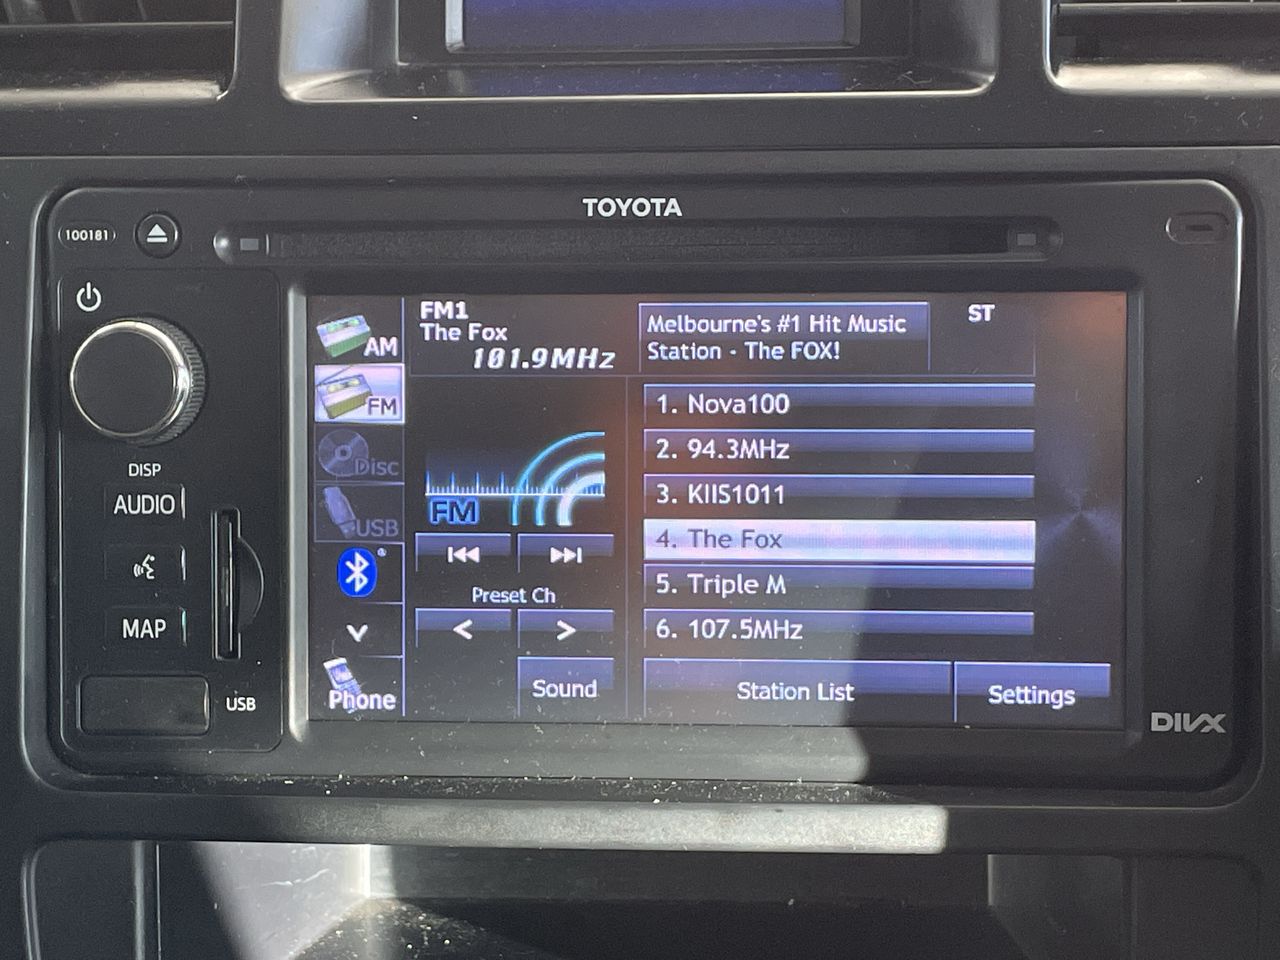 TOYOTA
100181
DISP
AUDIO
MAP
USB
AM
FM
Disc
USB
Phone
FM1
The Fox
101.9MHz
Melbourne's #1 Hit Music
Station - The FOX!
ST
FM
Preset Ch
<
>
Sound
1. Nova100
2. 94.3MHz
3. KIIS1011
4. The Fox
5. Triple M
6. 107.5MHz
Station List
Settings
DIVX